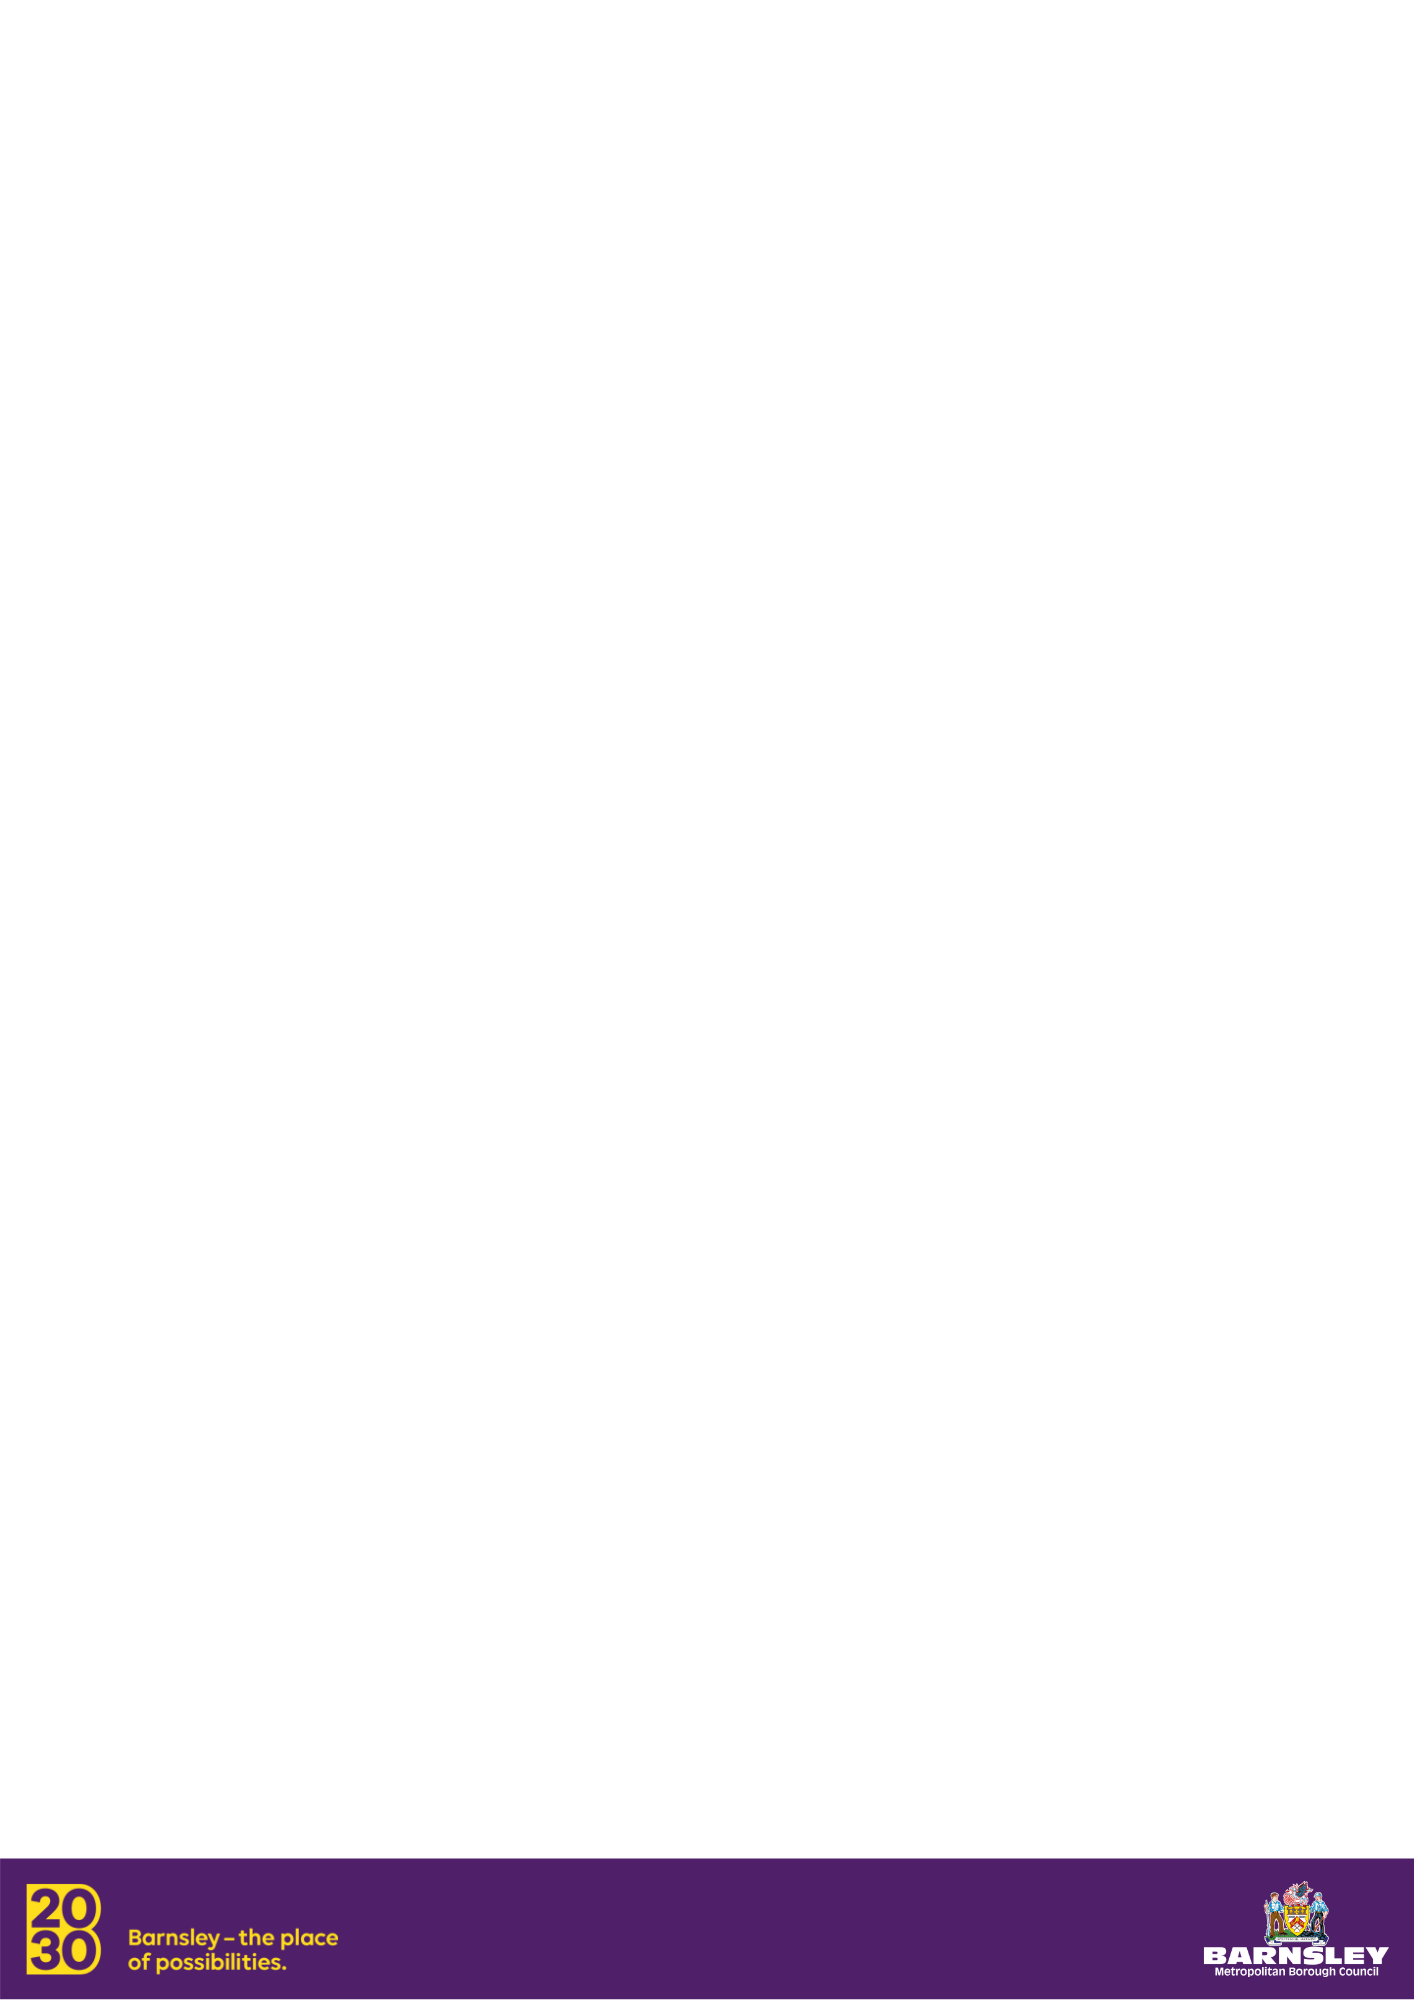 20
30
Barnsley – the place
of possibilities.
BARNSLEY
Metropolitan Borough Council